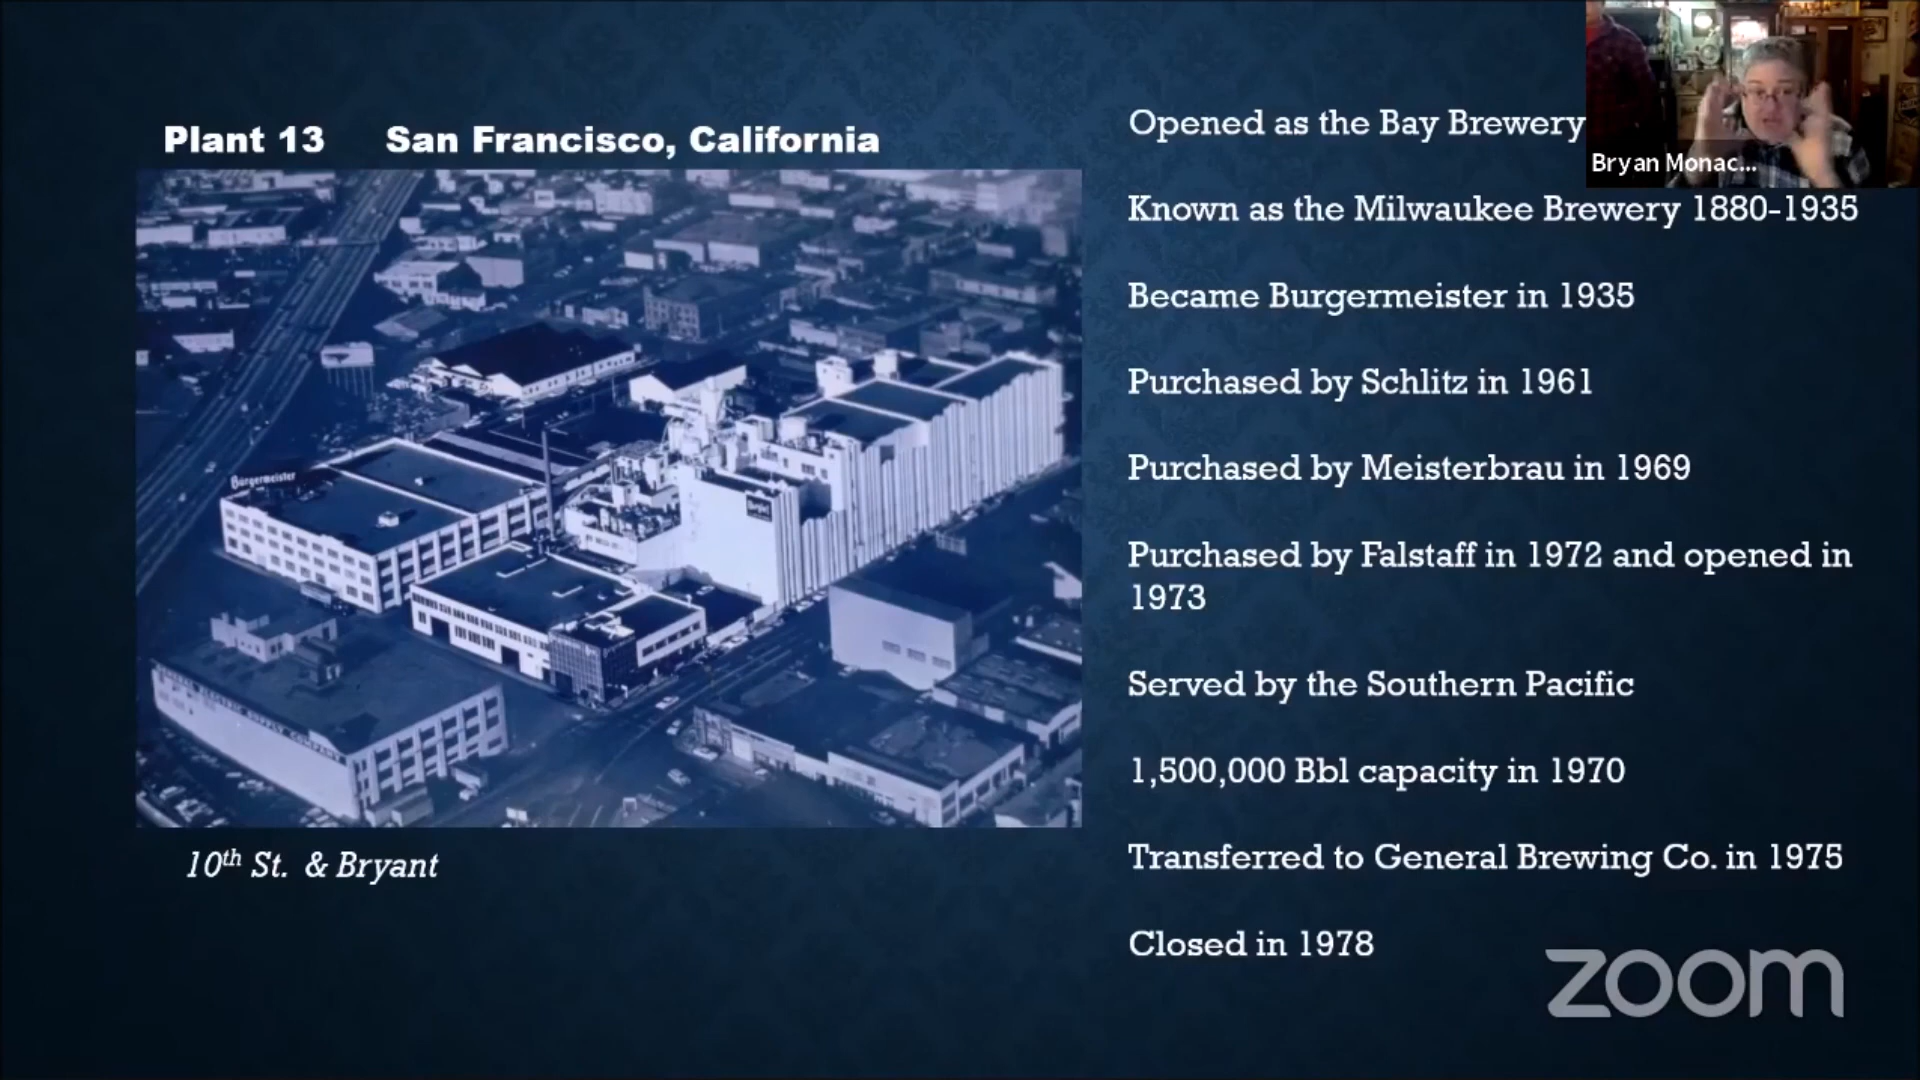 Plant 13 San Francisco, California
Burgermeister
10th St. & Bryant
Opened as the Bay Brewery
Known as the Milwaukee Brewery 1880-1935
Became Burgermeister in 1935
Purchased by Schlitz in 1961
Purchased by Meisterbrau in 1969
Purchased by Falstaff in 1972 and opened in
1973
Served by the Southern Pacific
1,500,000 Bbl capacity in 1970
Transferred to General Brewing Co. in 1975
Closed in 1978
Bryan Monac...
zoom